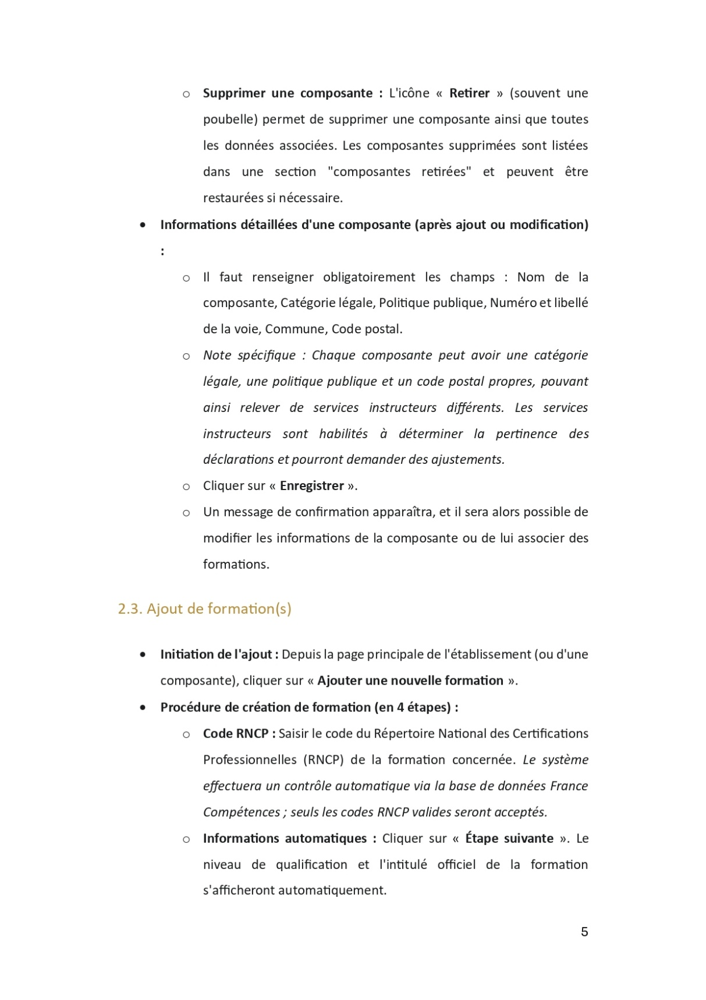 o Supprimer une composante : L'icône « Retirer » (souvent une
poubelle) permet de supprimer une composante ainsi que toutes
les données associées. Les composantes supprimées sont listées
dans une section "composantes retirées" et peuvent être
restaurées si nécessaire.
• Informations détaillées d'une composante (après ajout ou modification)
:
o Il faut renseigner obligatoirement les champs : Nom de la
composante, Catégorie légale, Politique publique, Numéro et libellé
de la voie, Commune, Code postal.
o Note spécifique : Chaque composante peut avoir une catégorie
légale, une politique publique et un code postal propres, pouvant
ainsi relever de services instructeurs différents. Les services
instructeurs sont habilités à déterminer la pertinence des
déclarations et pourront demander des ajustements.
o Cliquer sur « Enregistrer ».
o Un message de confirmation apparaîtra, et il sera alors possible de
modifier les informations de la composante ou de lui associer des
formations.
2.3. Ajout de formation(s)
• Initiation de l'ajout : Depuis la page principale de l'établissement (ou d'une
composante), cliquer sur « Ajouter une nouvelle formation ».
• Procédure de création de formation (en 4 étapes) :
o Code RNCP : Saisir le code du Répertoire National des Certifications
Professionnelles (RNCP) de la formation concernée. Le système
effectuera un contrôle automatique via la base de données France
Compétences ; seuls les codes RNCP valides seront acceptés.
o Informations automatiques : Cliquer sur « Étape suivante ». Le
niveau de qualification et l'intitulé officiel de la formation
s'afficheront automatiquement.
5